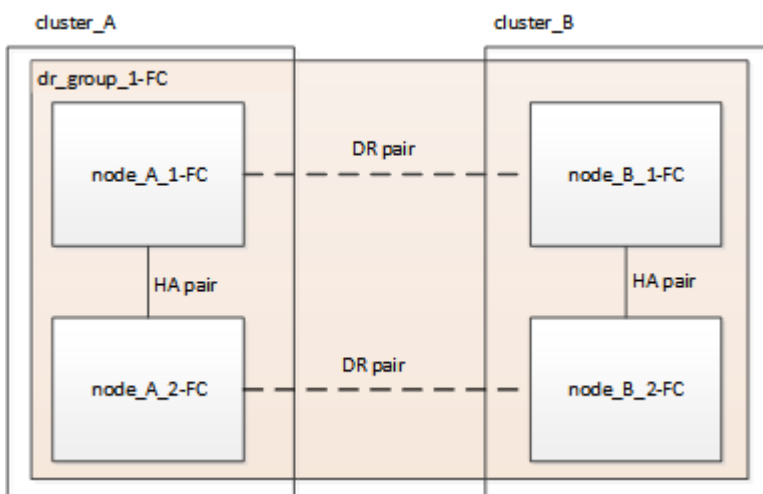 cluster_A
cluster_B
dr_group_1-FC
DR pair
node_A_1-FC
node_B_1-FC
HA pair
HA pair
DR pair
node_A_2-FC
node_B_2-FC